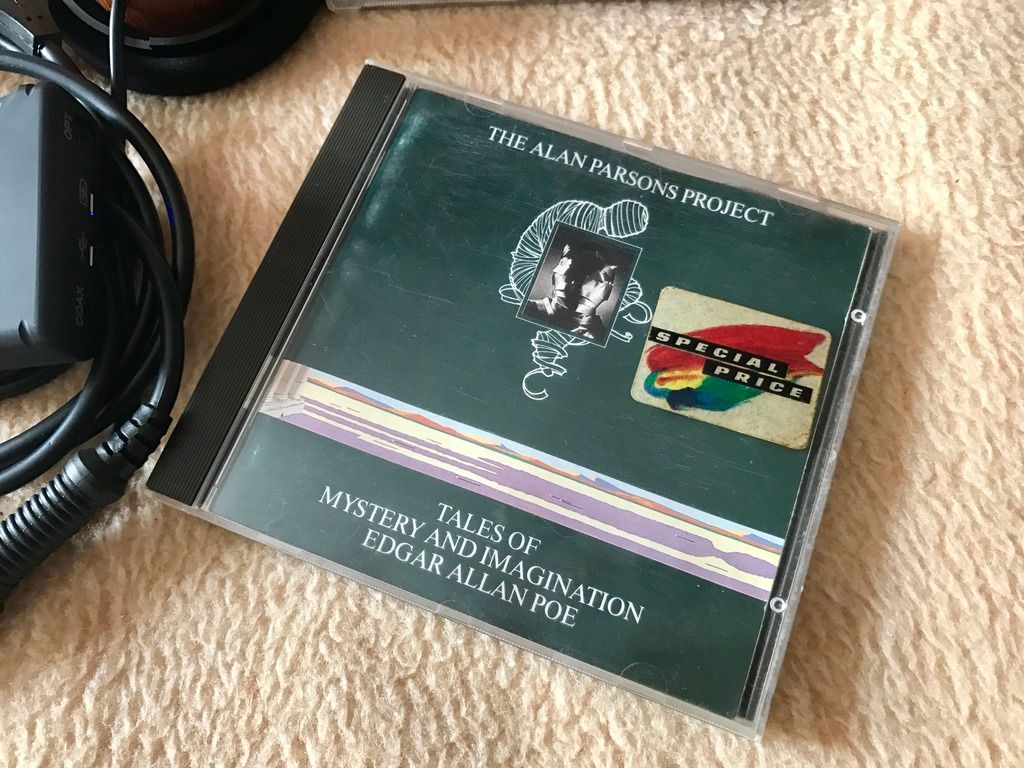 THE ALAN PARSONS PROJECT
SPECIAL
PRICE
TALES OF
MYSTERY AND IMAGINATION
EDGAR ALLAN POE
OPT
COAX